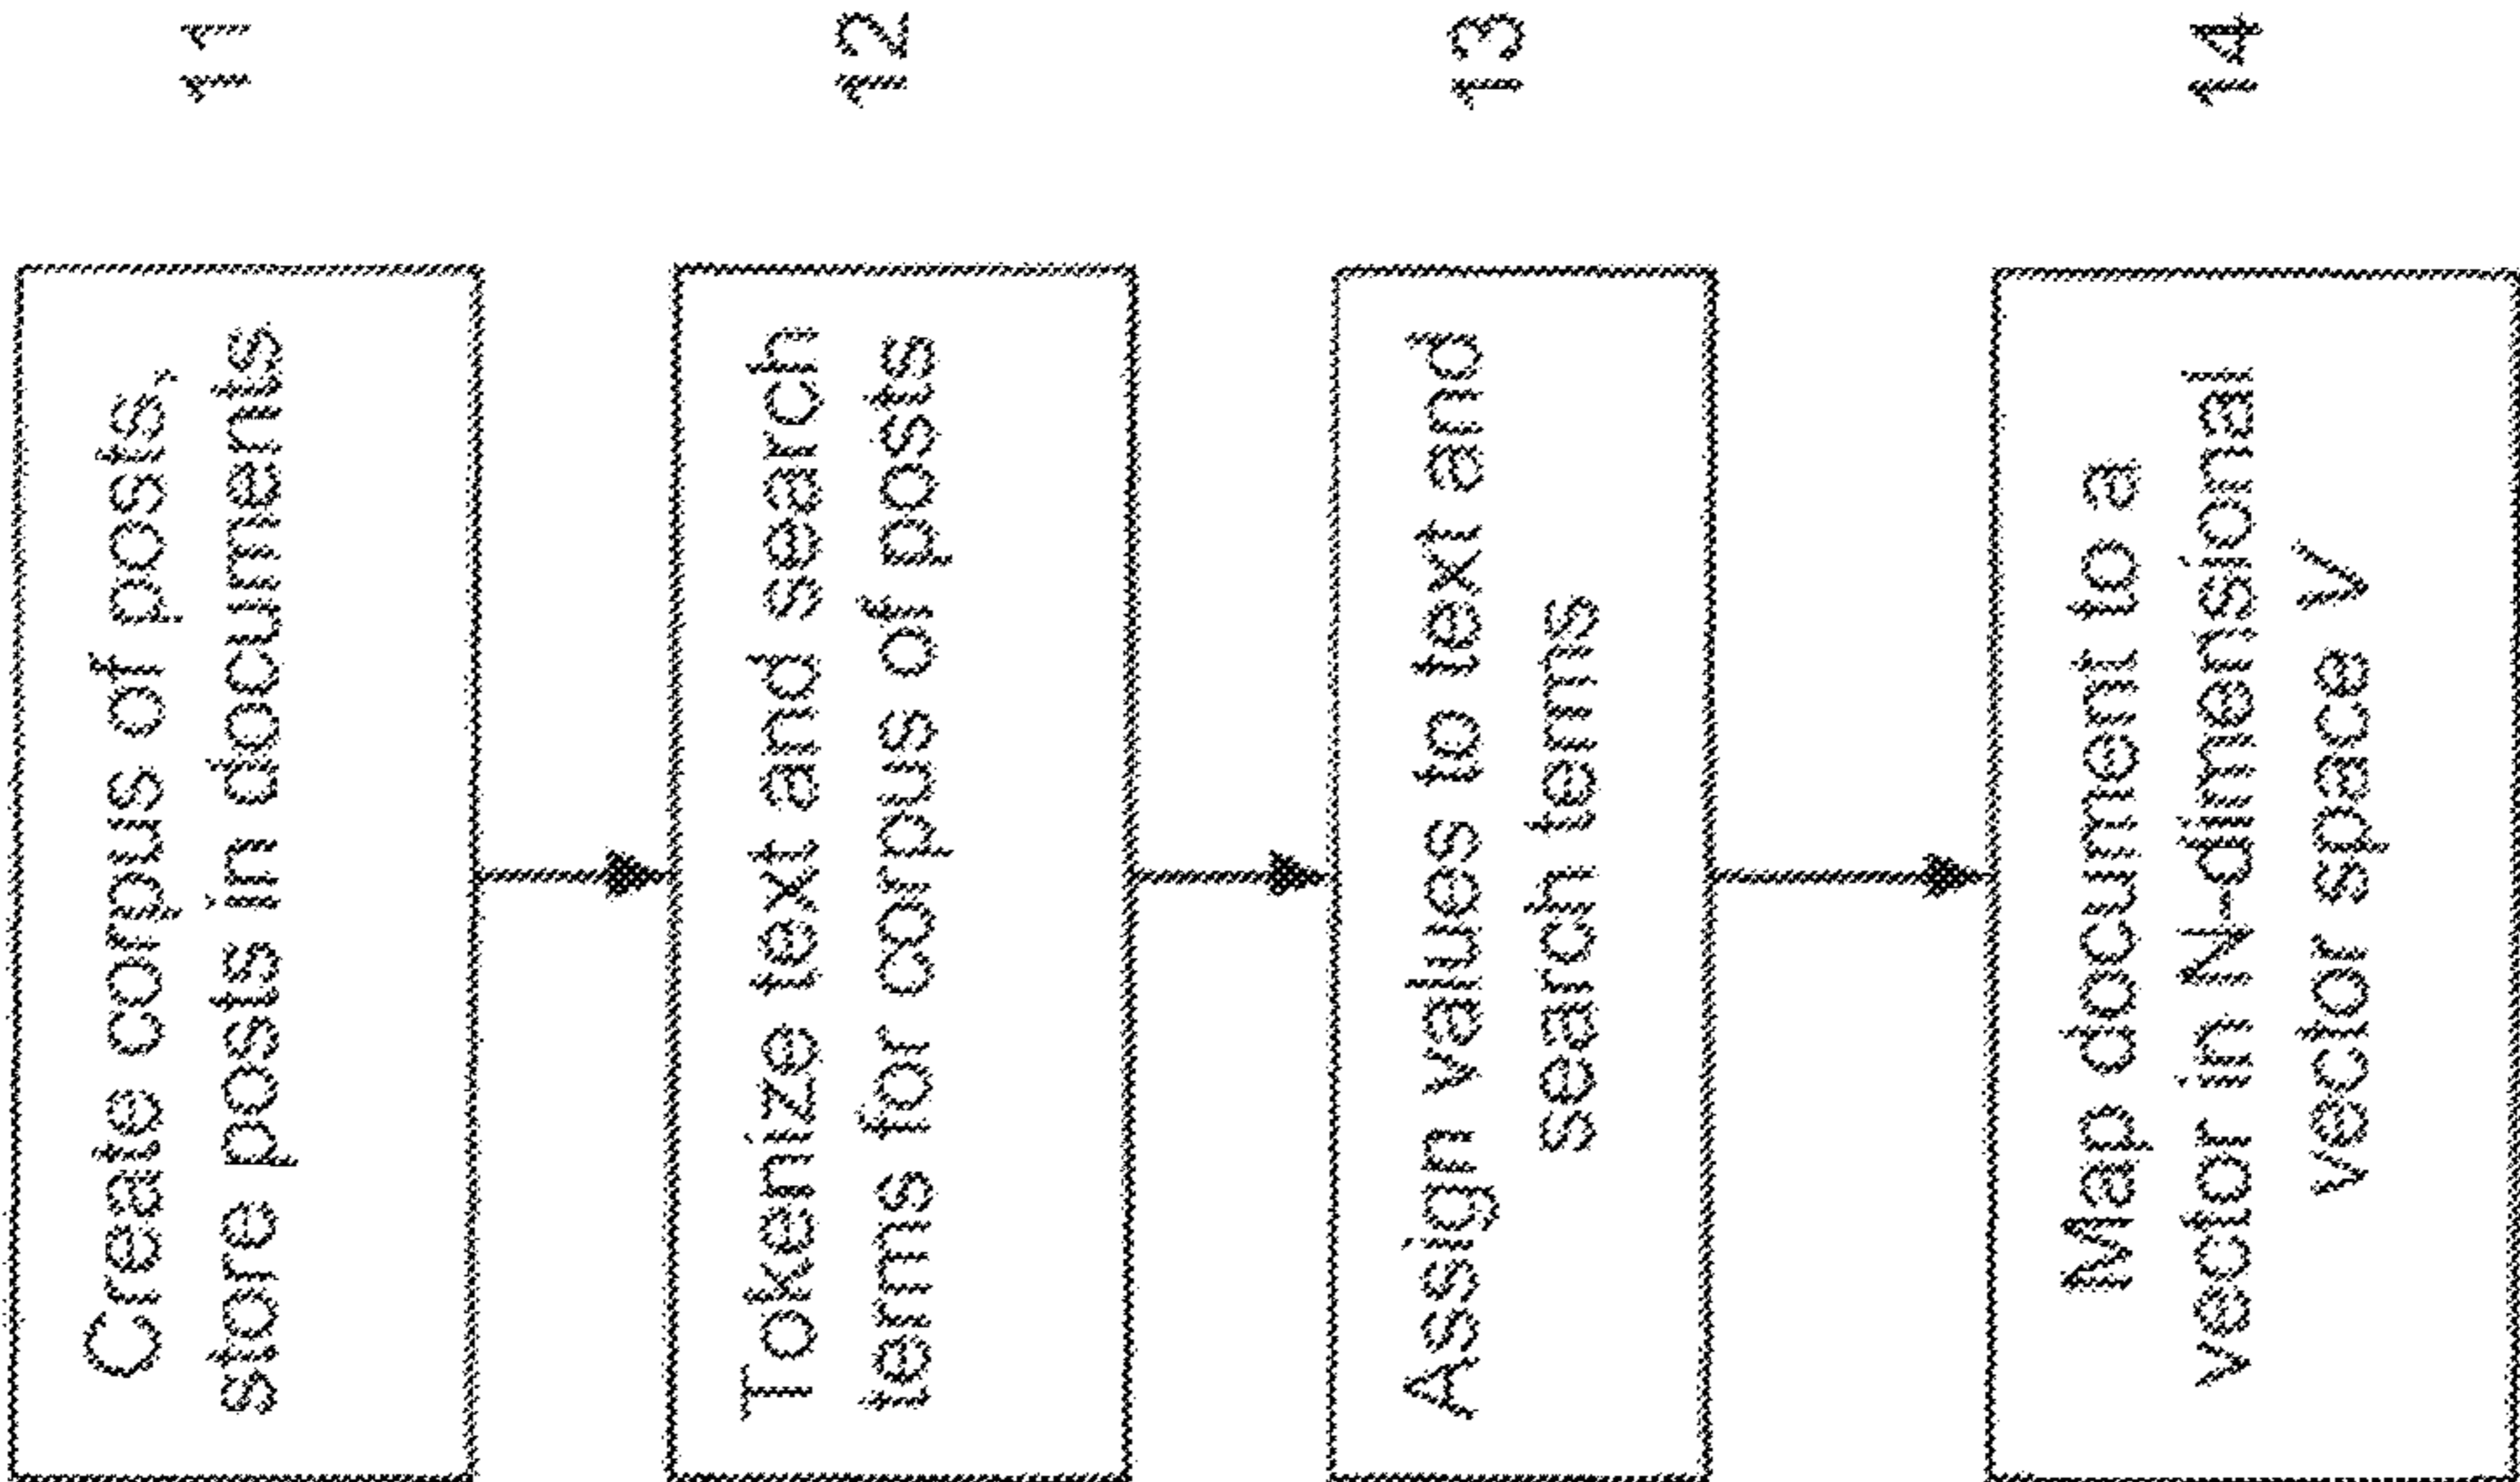 Create corpus of posts,
store posts in documents
11
Tokenize text and search
terms for corpus of posts
12
Assign values to text and
search terms
13
Map document to a
vector in N-dimensional
vector space V
14